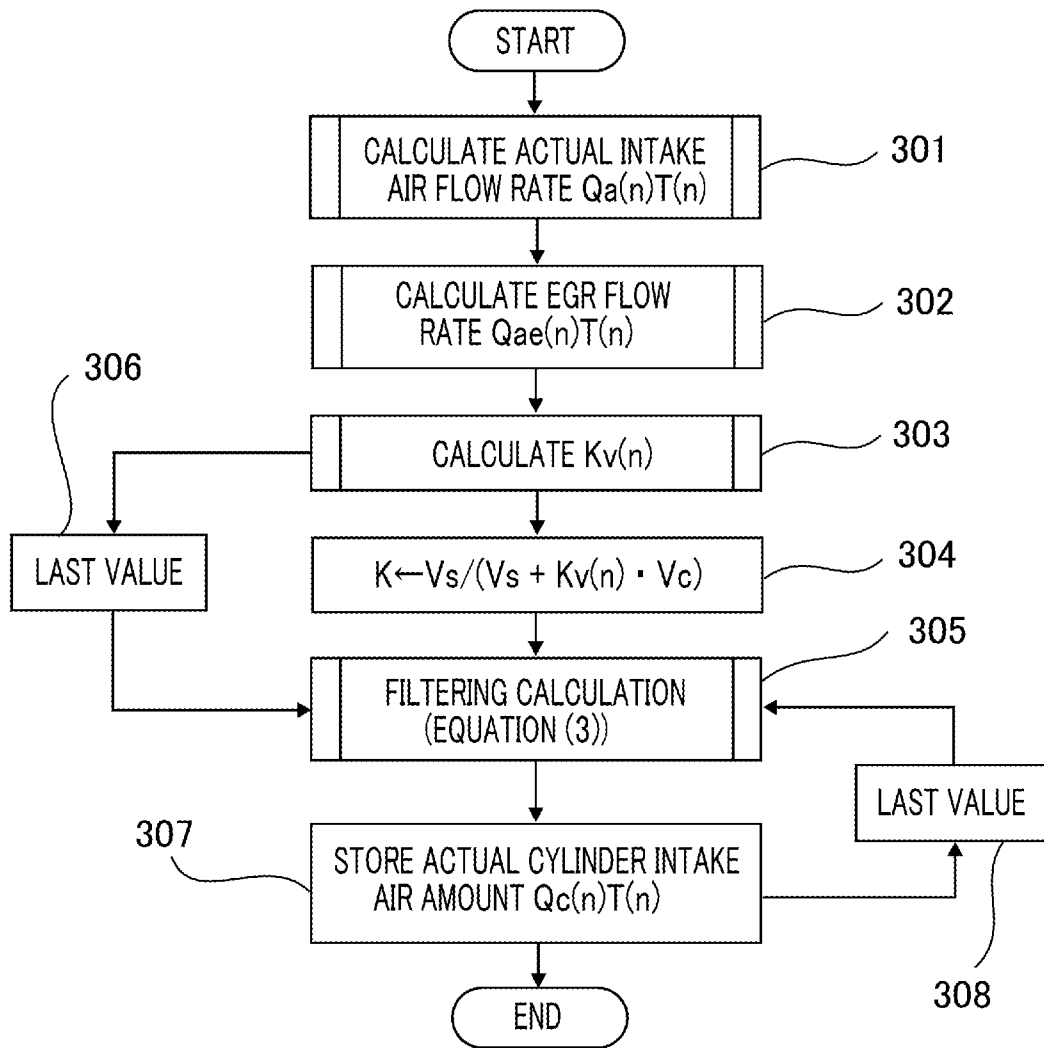 START
CALCULATE ACTUAL INTAKE
AIR FLOW RATE Qa(n)T(n)
301
CALCULATE EGR FLOW
RATE Qae(n)T(n)
302
306
CALCULATE Kv(n)
303
LAST VALUE
K←Vs/(Vs + Kv(n)・Vc)
304
305
FILTERING CALCULATION
(EQUATION (3))
LAST VALUE
307
STORE ACTUAL CYLINDER INTAKE
AIR AMOUNT Qc(n)T(n)
308
END